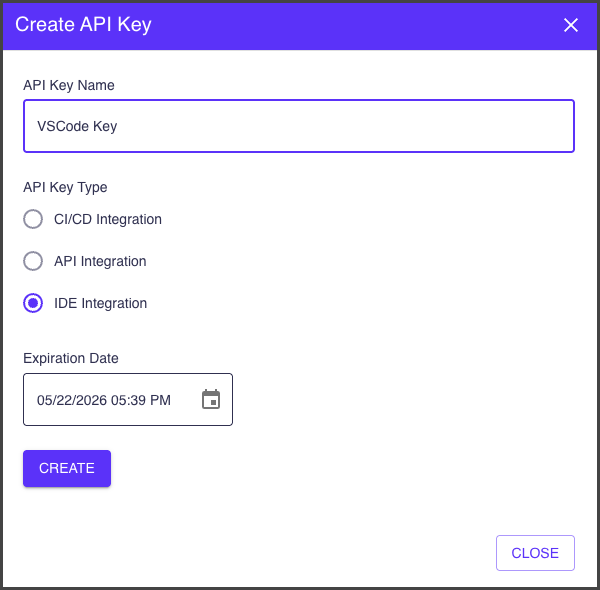 Create API Key
API Key Name
VSCode Key
API Key Type
CI/CD Integration
API Integration
IDE Integration
Expiration Date
05/22/2026 05:39 PM
CREATE
CLOSE